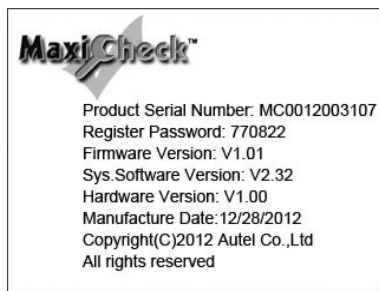 MaxiCheck™
Product Serial Number: MC0012003107
Register Password: 770822
Firmware Version: V1.01
Sys.Software Version: V2.32
Hardware Version: V1.00
Manufacture Date:12/28/2012
Copyright(C)2012 Autel Co.,Ltd
All rights reserved